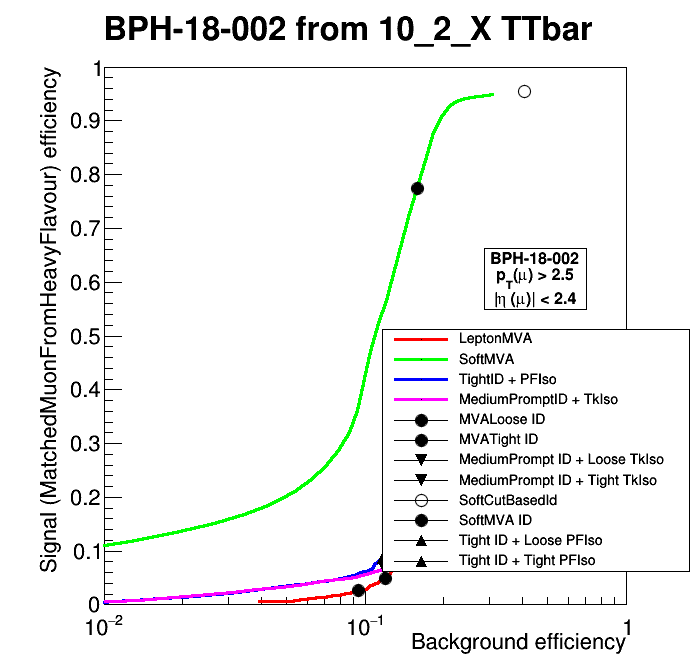 BPH-18-002 from 10_2_X TTbar
Signal (MatchedMuonFromHeavyFlavour) efficiency
1
0.9
0.8
0.7
0.6
0.5
0.4
0.3
0.2
0.1
0
BPH-18-002
p_T(μ) > 2.5
|η (μ)| < 2.4
LeptonMVA
SoftMVA
TightID + PFIso
MediumPromptID + TkIso
MVALoose ID
MVATight ID
MediumPrompt ID + Loose TkIso
MediumPrompt ID + Tight TkIso
SoftCutBasedId
SoftMVA ID
Tight ID + Loose PFIso
Tight ID + Tight PFIso
10⁻² 10⁻¹ 1
Background efficiency